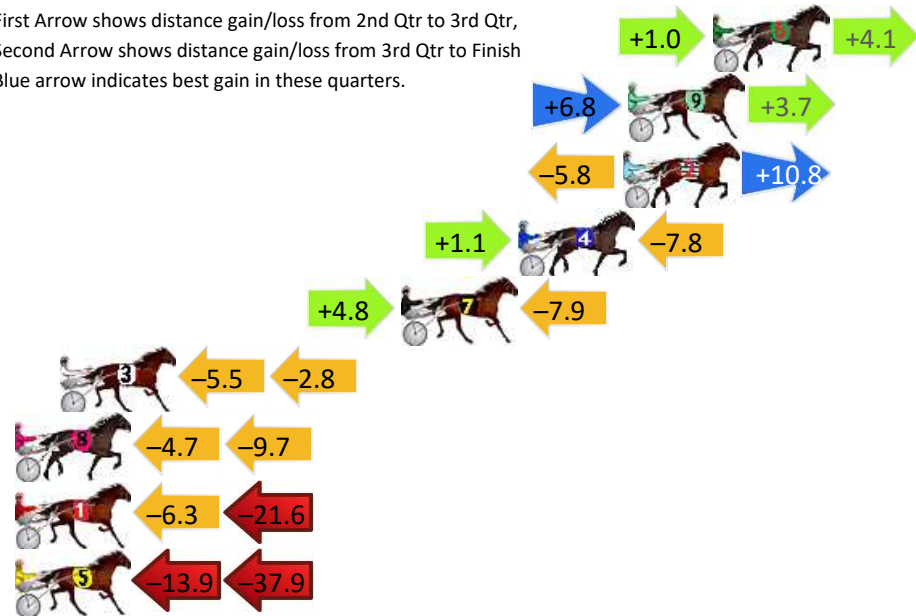 First Arrow shows distance gain/loss from 2nd Qtr to 3rd Qtr,
Second Arrow shows distance gain/loss from 3rd Qtr to Finish
Blue arrow indicates best gain in these quarters.
+1.0 6 +4.1
+6.8 9 +3.7
–5.8 2 +10.8
+1.1 4 –7.8
+4.8 7 –7.9
3 –5.5 –2.8
8 –4.7 –9.7
1 –6.3 –21.6
5 –13.9 –37.9